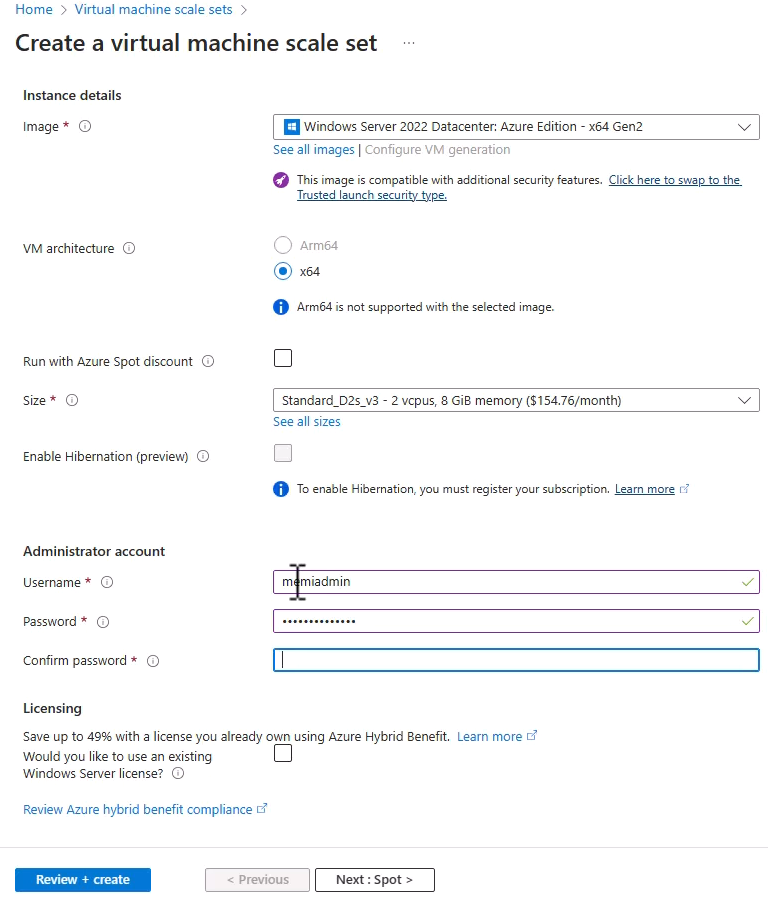 Home > Virtual machine scale sets >
Create a virtual machine scale set ...
Instance details
Image *
Windows Server 2022 Datacenter: Azure Edition - x64 Gen2
See all images | Configure VM generation
This image is compatible with additional security features. Click here to swap to the
Trusted launch security type.
VM architecture
Arm64
x64
Arm64 is not supported with the selected image.
Run with Azure Spot discount
Size *
Standard_D2s_v3 - 2 vcpus, 8 GiB memory ($154.76/month)
See all sizes
Enable Hibernation (preview)
To enable Hibernation, you must register your subscription. Learn more
Administrator account
Username *
memiadmin
Password *
••••••••••••••
Confirm password *
Licensing
Save up to 49% with a license you already own using Azure Hybrid Benefit. Learn more
Would you like to use an existing
Windows Server license?
Review Azure hybrid benefit compliance
Review + create
< Previous
Next : Spot >